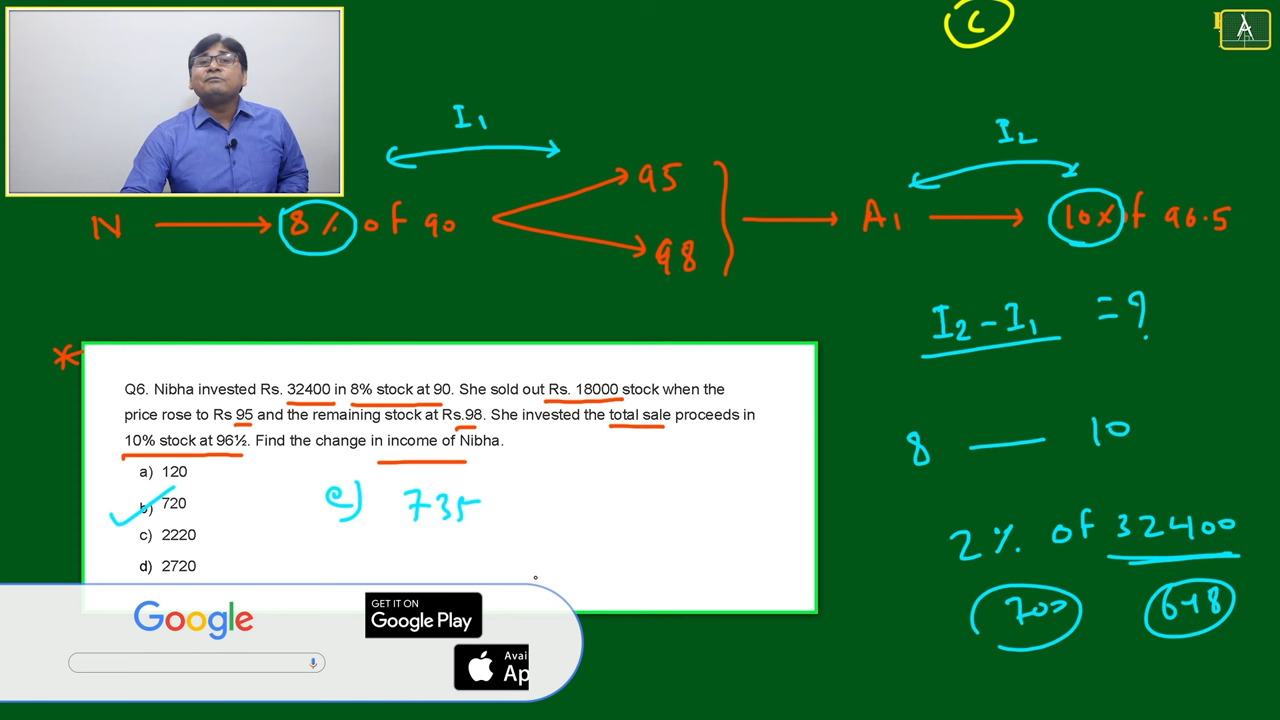 C
A
I1
I2
95
N → 8% of 90
98
A1 → 10% of 96.5
I2 - I1 = ?
*
Q6. Nibha invested Rs. 32400 in 8% stock at 90. She sold out Rs. 18000 stock when the
price rose to Rs 95 and the remaining stock at Rs.98. She invested the total sale proceeds in
10% stock at 96½. Find the change in income of Nibha.
a) 120
b) 720
c) 2220
d) 2720
e) 735
8 — 10
2% of 32400
700
648
Google
GET IT ON
Google Play
Avai
Ap